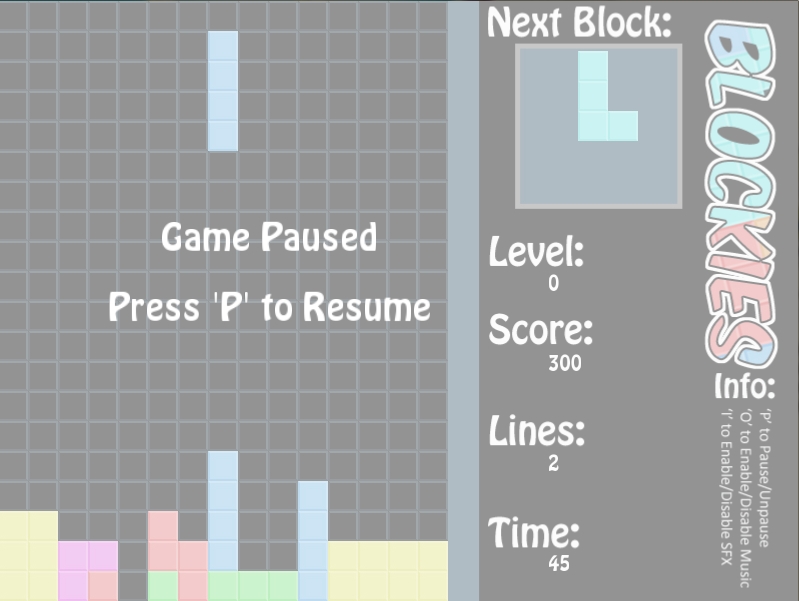 Next Block:
BLOCKIES
Game Paused
Press 'P' to Resume
Level:
0
Score:
300
Lines:
2
Time:
45
Info:
'P' to Pause/Unpause
'O' to Enable/Disable Music
'I' to Enable/Disable SFX